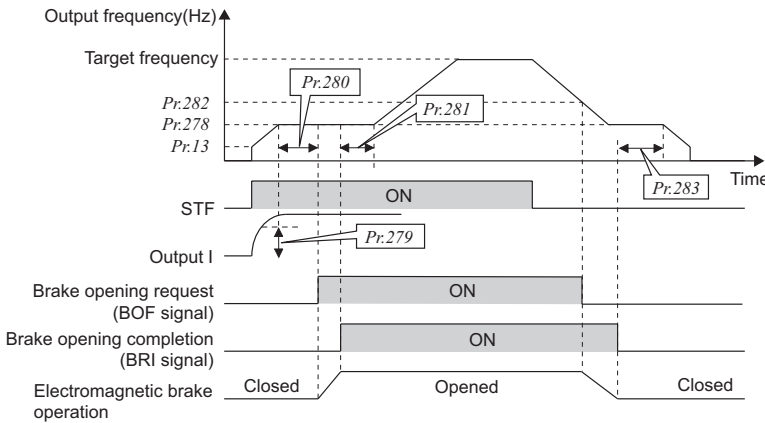 Output frequency(Hz)
Target frequency
Pr.280
Pr.282
Pr.281
Pr.278
Pr.13
Time
Pr.283
STF
ON
Pr.279
Output I
Brake opening request
(BOF signal)
ON
Brake opening completion
(BRI signal)
ON
Electromagnetic brake
operation
Closed
Opened
Closed